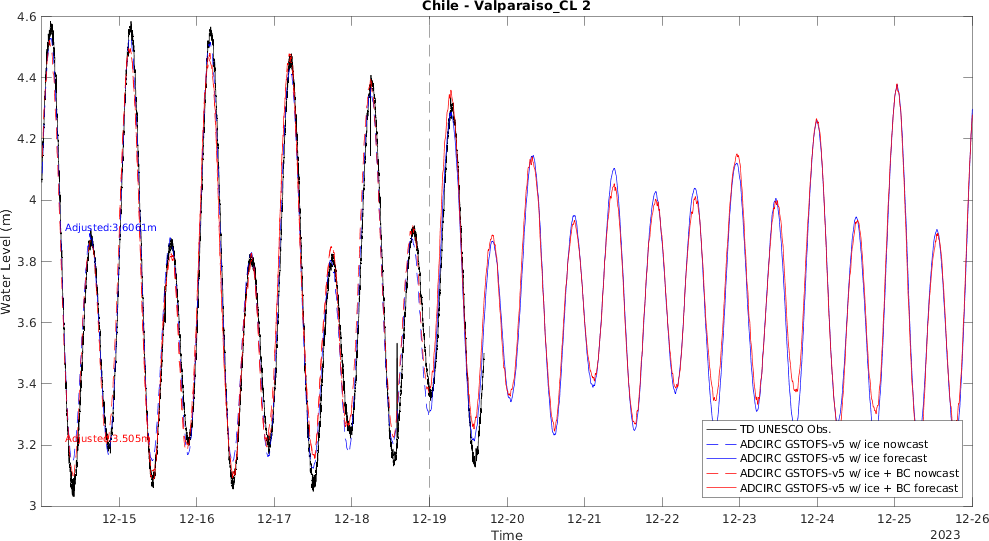 Chile - Valparaiso_CL 2
Water Level (m)
4.6
4.4
4.2
4
3.8
3.6
3.4
3.2
3
Adjusted:3.6061m
Adjusted:3.505m
TD UNESCO Obs.
ADCIRC GSTOFS-v5 w/ ice nowcast
ADCIRC GSTOFS-v5 w/ ice forecast
ADCIRC GSTOFS-v5 w/ ice + BC nowcast
ADCIRC GSTOFS-v5 w/ ice + BC forecast
12-15 12-16 12-17 12-18 12-19 12-20 12-21 12-22 12-23 12-24 12-25 12-26
Time
2023